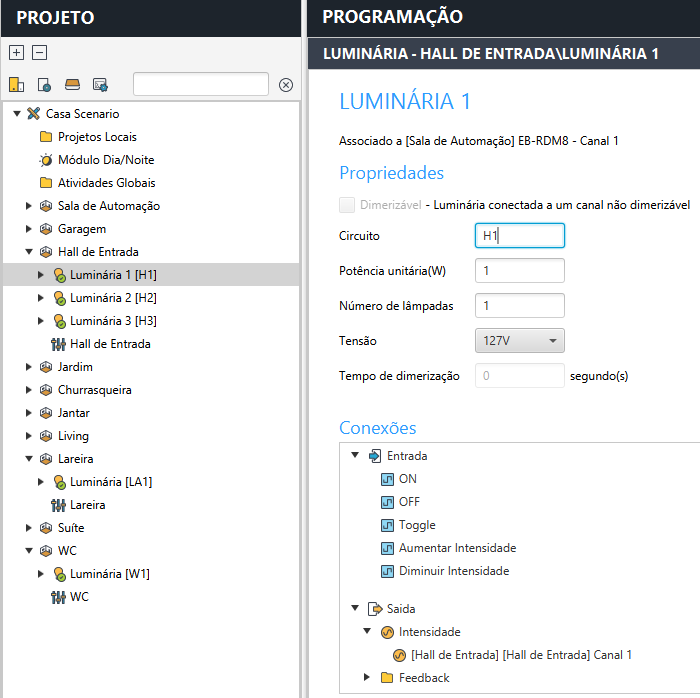 PROJETO
Casa Scenario
Projetos Locais
Módulo Dia/Noite
Atividades Globais
Sala de Automação
Garagem
Hall de Entrada
Luminária 1 [H1]
Luminária 2 [H2]
Luminária 3 [H3]
Hall de Entrada
Jardim
Churrasqueira
Jantar
Living
Lareira
Luminária [LA1]
Lareira
Suíte
WC
Luminária [W1]
WC
PROGRAMAÇÃO
LUMINÁRIA - HALL DE ENTRADA\LUMINÁRIA 1
LUMINÁRIA 1
Associado a [Sala de Automação] EB-RDM8 - Canal 1
Propriedades
Dimerizável - Luminária conectada a um canal não dimerizável
Circuito H1
Potência unitária(W) 1
Número de lâmpadas 1
Tensão 127V
Tempo de dimerização 0 segundo(s)
Conexões
Entrada
ON
OFF
Toggle
Aumentar Intensidade
Diminuir Intensidade
Saida
Intensidade
[Hall de Entrada] [Hall de Entrada] Canal 1
Feedback